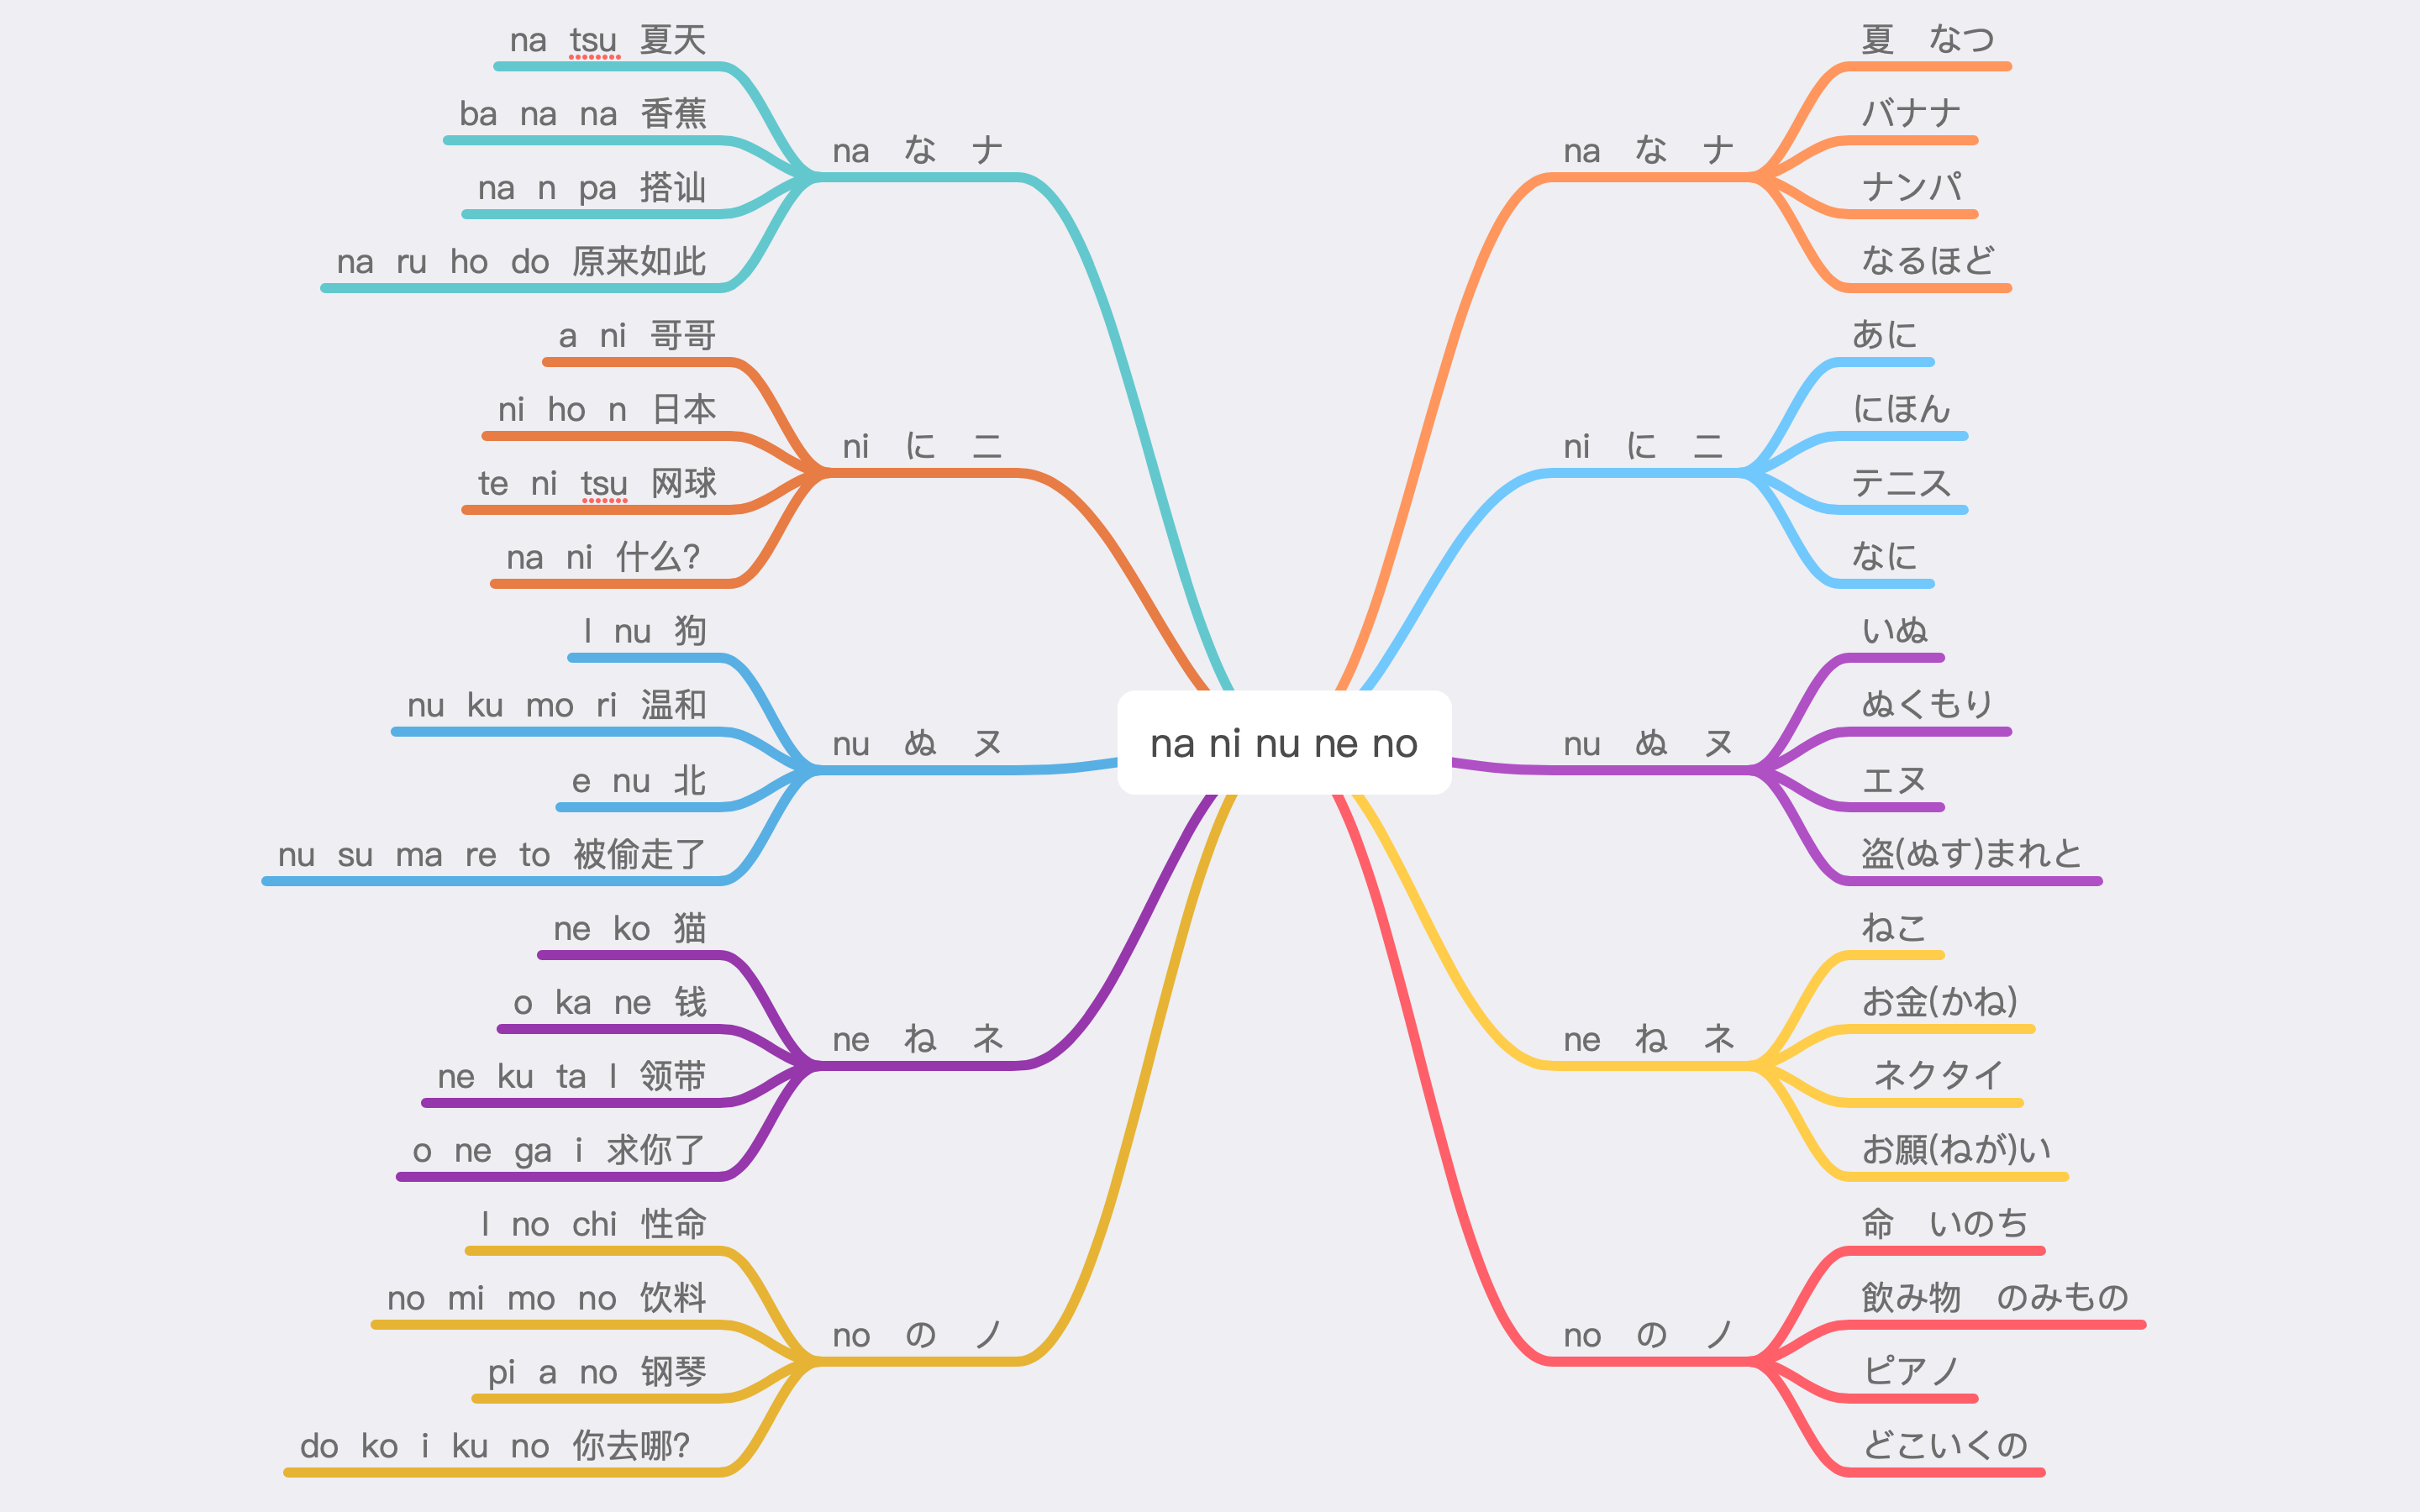 na ni nu ne no
na な ナ
na tsu 夏天
ba na na 香蕉
na n pa 搭讪
na ru ho do 原来如此
ni に ニ
a ni 哥哥
ni ho n 日本
te ni tsu 网球
na ni 什么？
nu ぬ ヌ
I nu 狗
nu ku mo ri 温和
e nu 北
nu su ma re to 被偷走了
ne ね ネ
ne ko 猫
o ka ne 钱
ne ku ta I 领带
o ne ga i 求你了
no の ノ
I no chi 性命
no mi mo no 饮料
pi a no 钢琴
do ko i ku no 你去哪？
na な ナ
夏　なつ
バナナ
ナンパ
なるほど
ni に ニ
あに
にほん
テニス
なに
nu ぬ ヌ
いぬ
ぬくもり
エヌ
盗(ぬす)まれと
ne ね ネ
ねこ
お金(かね)
ネクタイ
お願(ねが)い
no の ノ
命　いのち
飲み物　のみもの
ピアノ
どこいくの